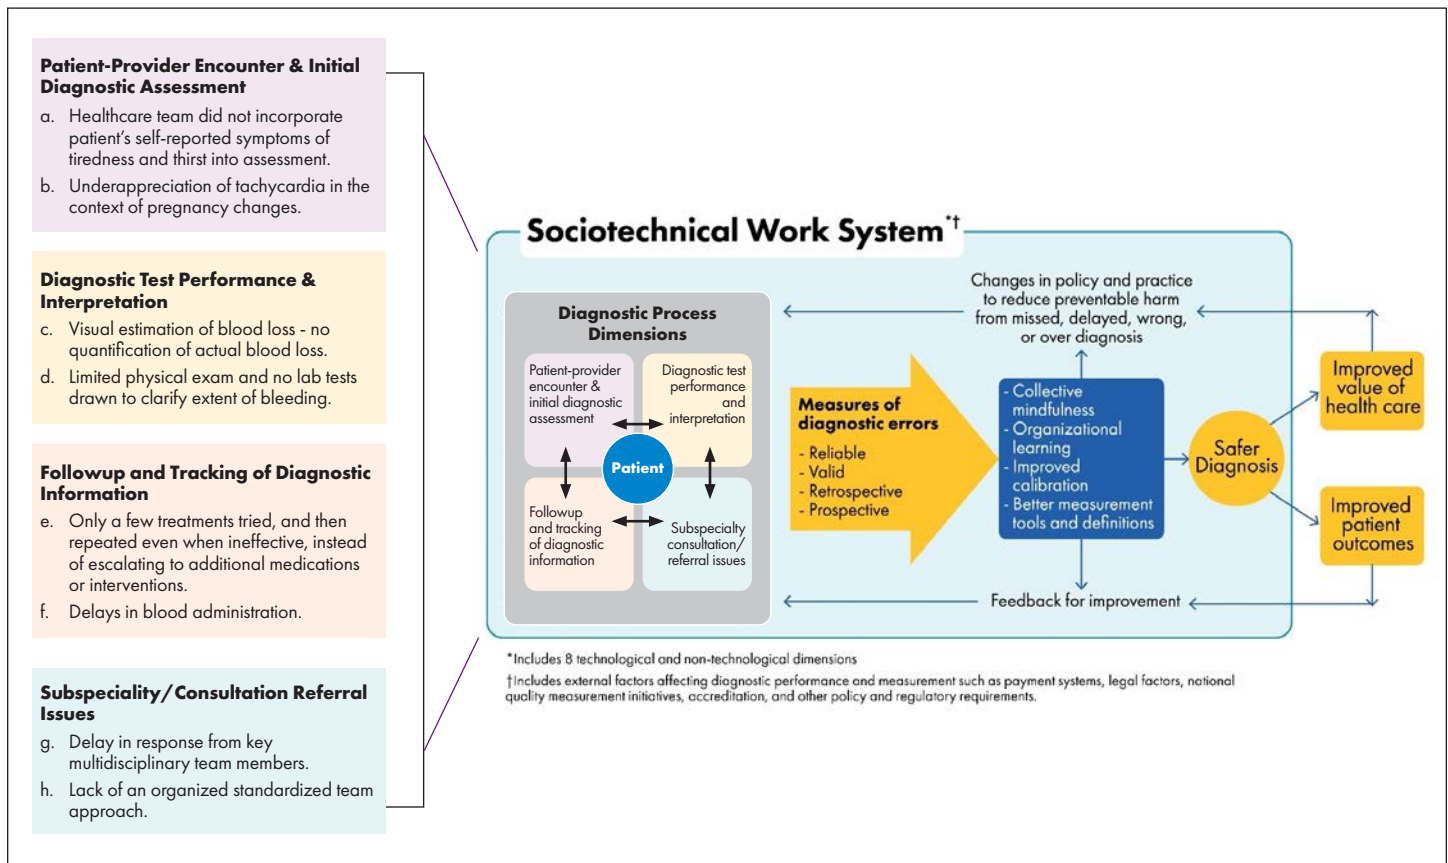 Patient-Provider Encounter & Initial
Diagnostic Assessment
a. Healthcare team did not incorporate
patient's self-reported symptoms of
tiredness and thirst into assessment.
b. Underappreciation of tachycardia in the
context of pregnancy changes.
Diagnostic Test Performance &
Interpretation
c. Visual estimation of blood loss - no
quantification of actual blood loss.
d. Limited physical exam and no lab tests
drawn to clarify extent of bleeding.
Followup and Tracking of Diagnostic
Information
e. Only a few treatments tried, and then
repeated even when ineffective, instead
of escalating to additional medications
or interventions.
f. Delays in blood administration.
Subspeciality/Consultation Referral
Issues
g. Delay in response from key
multidisciplinary team members.
h. Lack of an organized standardized team
approach.
Sociotechnical Work System*†
Diagnostic Process
Dimensions
Patient-provider
encounter &
initial diagnostic
assessment
Diagnostic test
performance
and
interpretation
Patient
Followup
and tracking
of diagnostic
information
Subspecialty
consultation/
referral issues
Measures of
diagnostic errors
- Reliable
- Valid
- Retrospective
- Prospective
Changes in policy and practice
to reduce preventable harm
from missed, delayed, wrong,
or over diagnosis
- Collective
mindfulness
- Organizational
learning
- Improved
calibration
- Better measurement
tools and definitions
Feedback for improvement
Safer
Diagnosis
Improved
value of
health care
Improved
patient
outcomes
*Includes 8 technological and non-technological dimensions
†Includes external factors affecting diagnostic performance and measurement such as payment systems, legal factors, national
quality measurement initiatives, accreditation, and other policy and regulatory requirements.